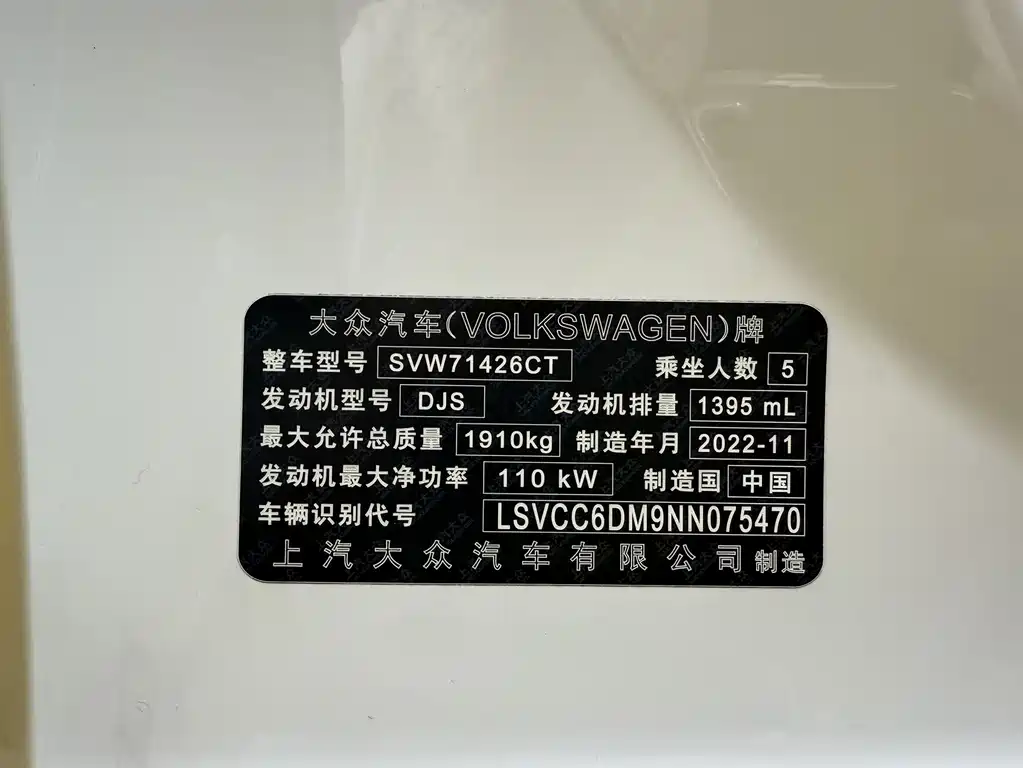 大众汽车(VOLKSWAGEN)牌
整车型号 SVW71426CT 乘坐人数 5
发动机型号 DJS 发动机排量 1395 mL
最大允许总质量 1910kg 制造年月 2022-11
发动机最大净功率 110 kW 制造国 中国
车辆识别代号 LSVCC6DM9NN075470
上汽大众汽车有限公司 制造